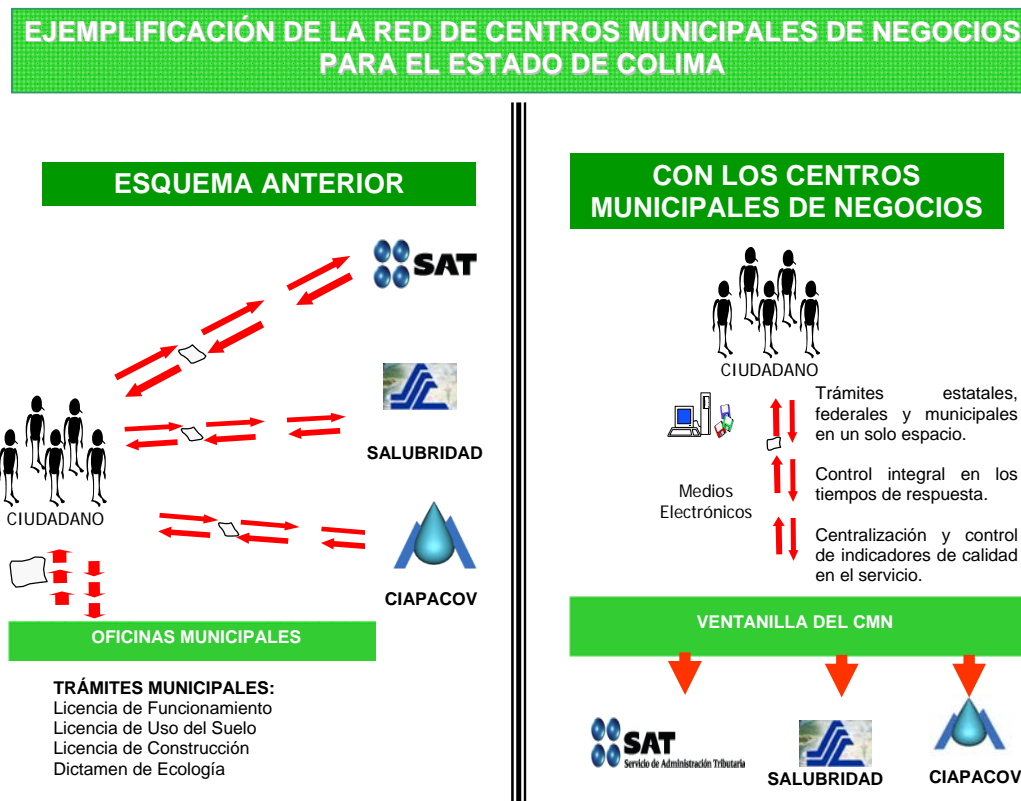 EJEMPLIFICACIÓN DE LA RED DE CENTROS MUNICIPALES DE NEGOCIOS
PARA EL ESTADO DE COLIMA
ESQUEMA ANTERIOR
SAT
SALUBRIDAD
CIUDADANO
CIAPACOV
OFICINAS MUNICIPALES
TRÁMITES MUNICIPALES:
Licencia de Funcionamiento
Licencia de Uso del Suelo
Licencia de Construcción
Dictamen de Ecología
CON LOS CENTROS
MUNICIPALES DE NEGOCIOS
CIUDADANO
Trámites estatales,
federales y municipales
en un solo espacio.
Medios
Electrónicos
Control integral en los
tiempos de respuesta.
Centralización y control
de indicadores de calidad
en el servicio.
VENTANILLA DEL CMN
SAT
Servicio de Administración Tributaria
SALUBRIDAD
CIAPACOV